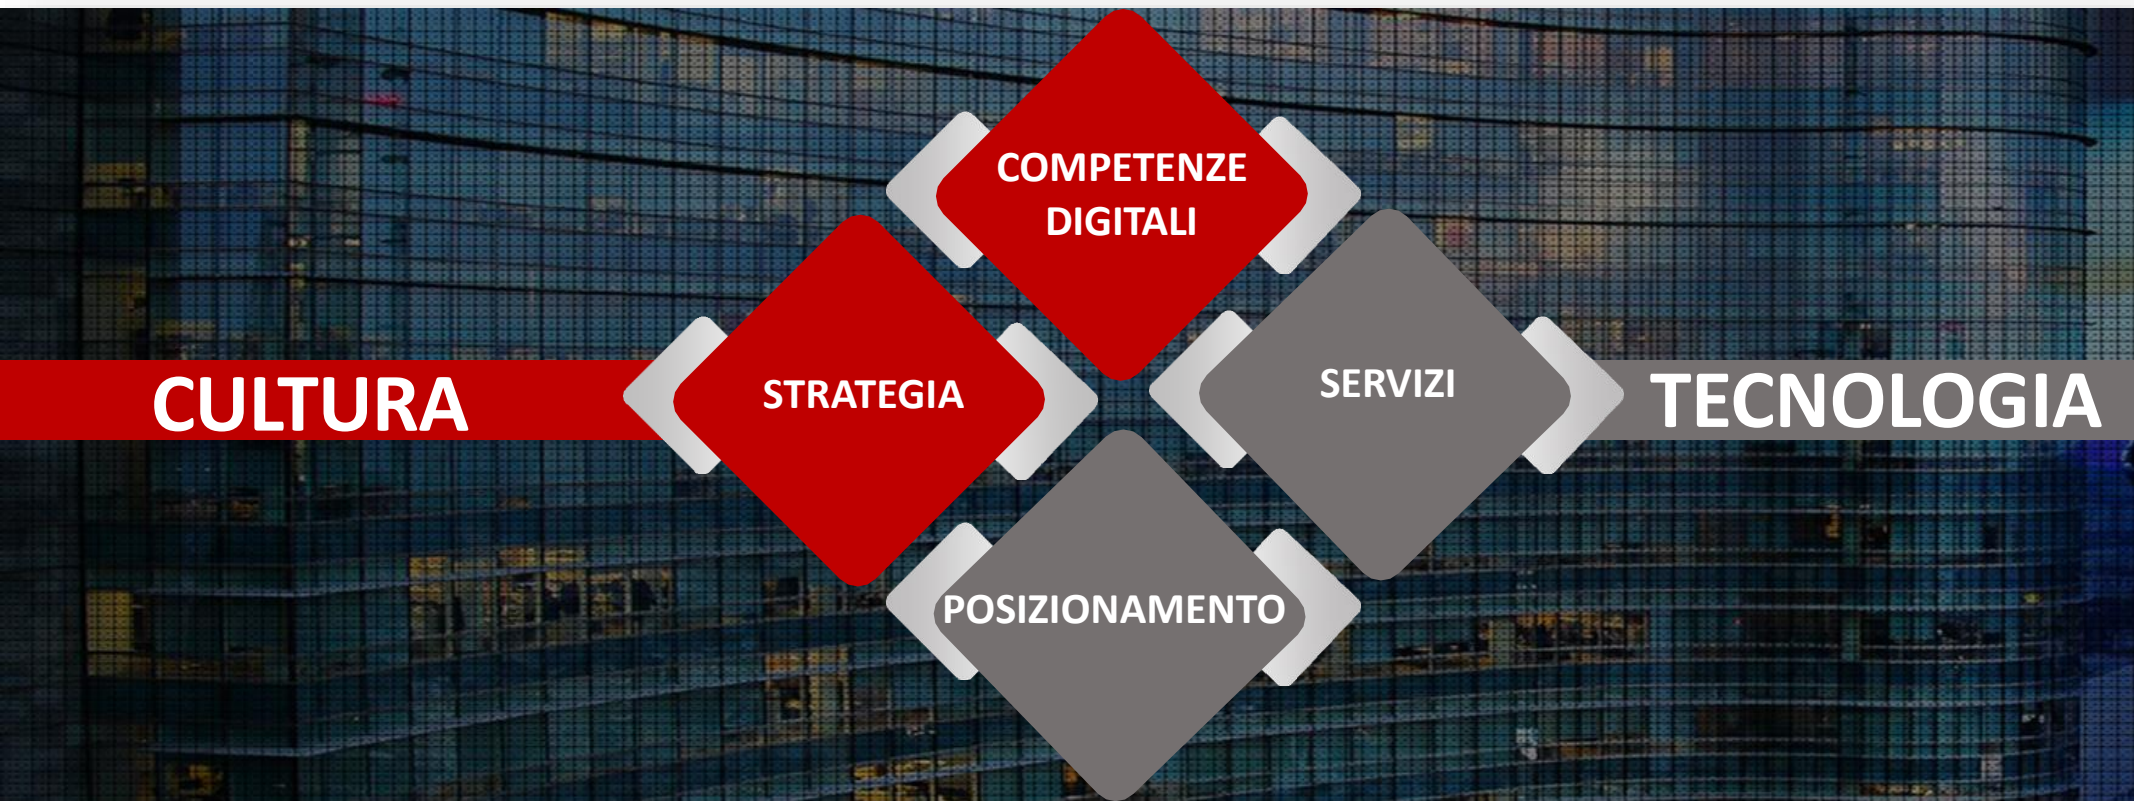 COMPETENZE
DIGITALI
CULTURA
STRATEGIA
SERVIZI
TECNOLOGIA
POSIZIONAMENTO